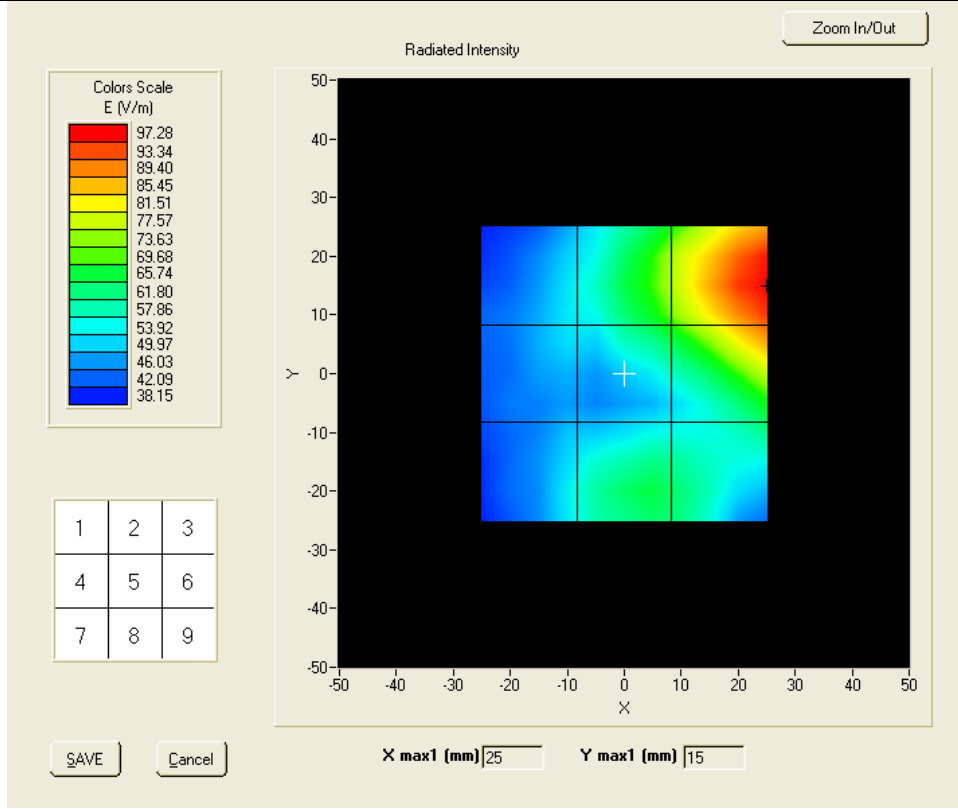 Zoom In/Out
Radiated Intensity
Colors Scale
E (V/m)
97.28
93.34
89.40
85.45
81.51
77.57
73.63
69.68
65.74
61.80
57.86
53.92
49.97
46.03
42.09
38.15
50
40
30
20
10
0
-10
-20
-30
-40
-50
Y
-50 -40 -30 -20 -10 0 10 20 30 40 50
X
1 2 3
4 5 6
7 8 9
SAVE Cancel
X max1 (mm) 25 Y max1 (mm) 15